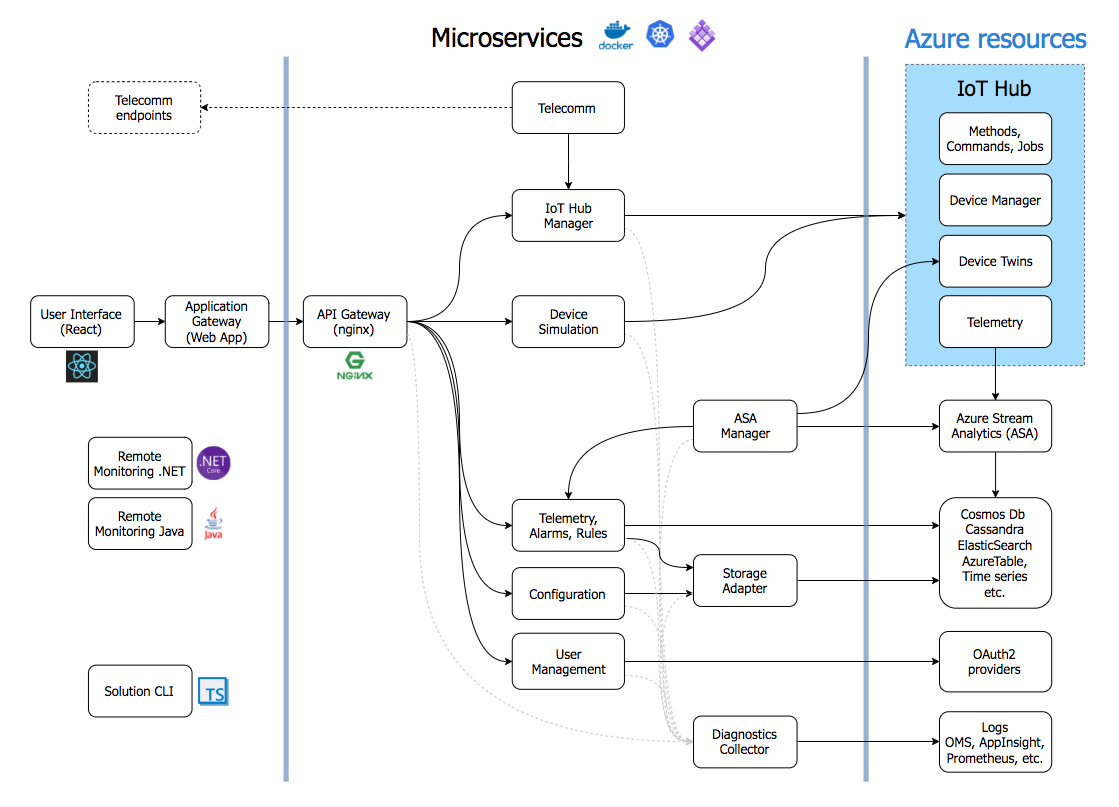 Microservices
docker
Azure resources
IoT Hub
Telecomm
endpoints
Telecomm
Methods,
Commands, Jobs
Device Manager
IoT Hub
Manager
Device Twins
User Interface
(React)
Application
Gateway
(Web App)
API Gateway
(nginx)
NGINX
Device
Simulation
Telemetry
ASA
Manager
Azure Stream
Analytics (ASA)
Remote
Monitoring .NET
.NET
Core
Remote
Monitoring Java
Java
Telemetry,
Alarms, Rules
Cosmos Db
Cassandra
ElasticSearch
AzureTable,
Time series
etc.
Storage
Adapter
Configuration
User
Management
OAuth2
providers
Solution CLI
TS
Diagnostics
Collector
Logs
OMS, AppInsight,
Prometheus, etc.